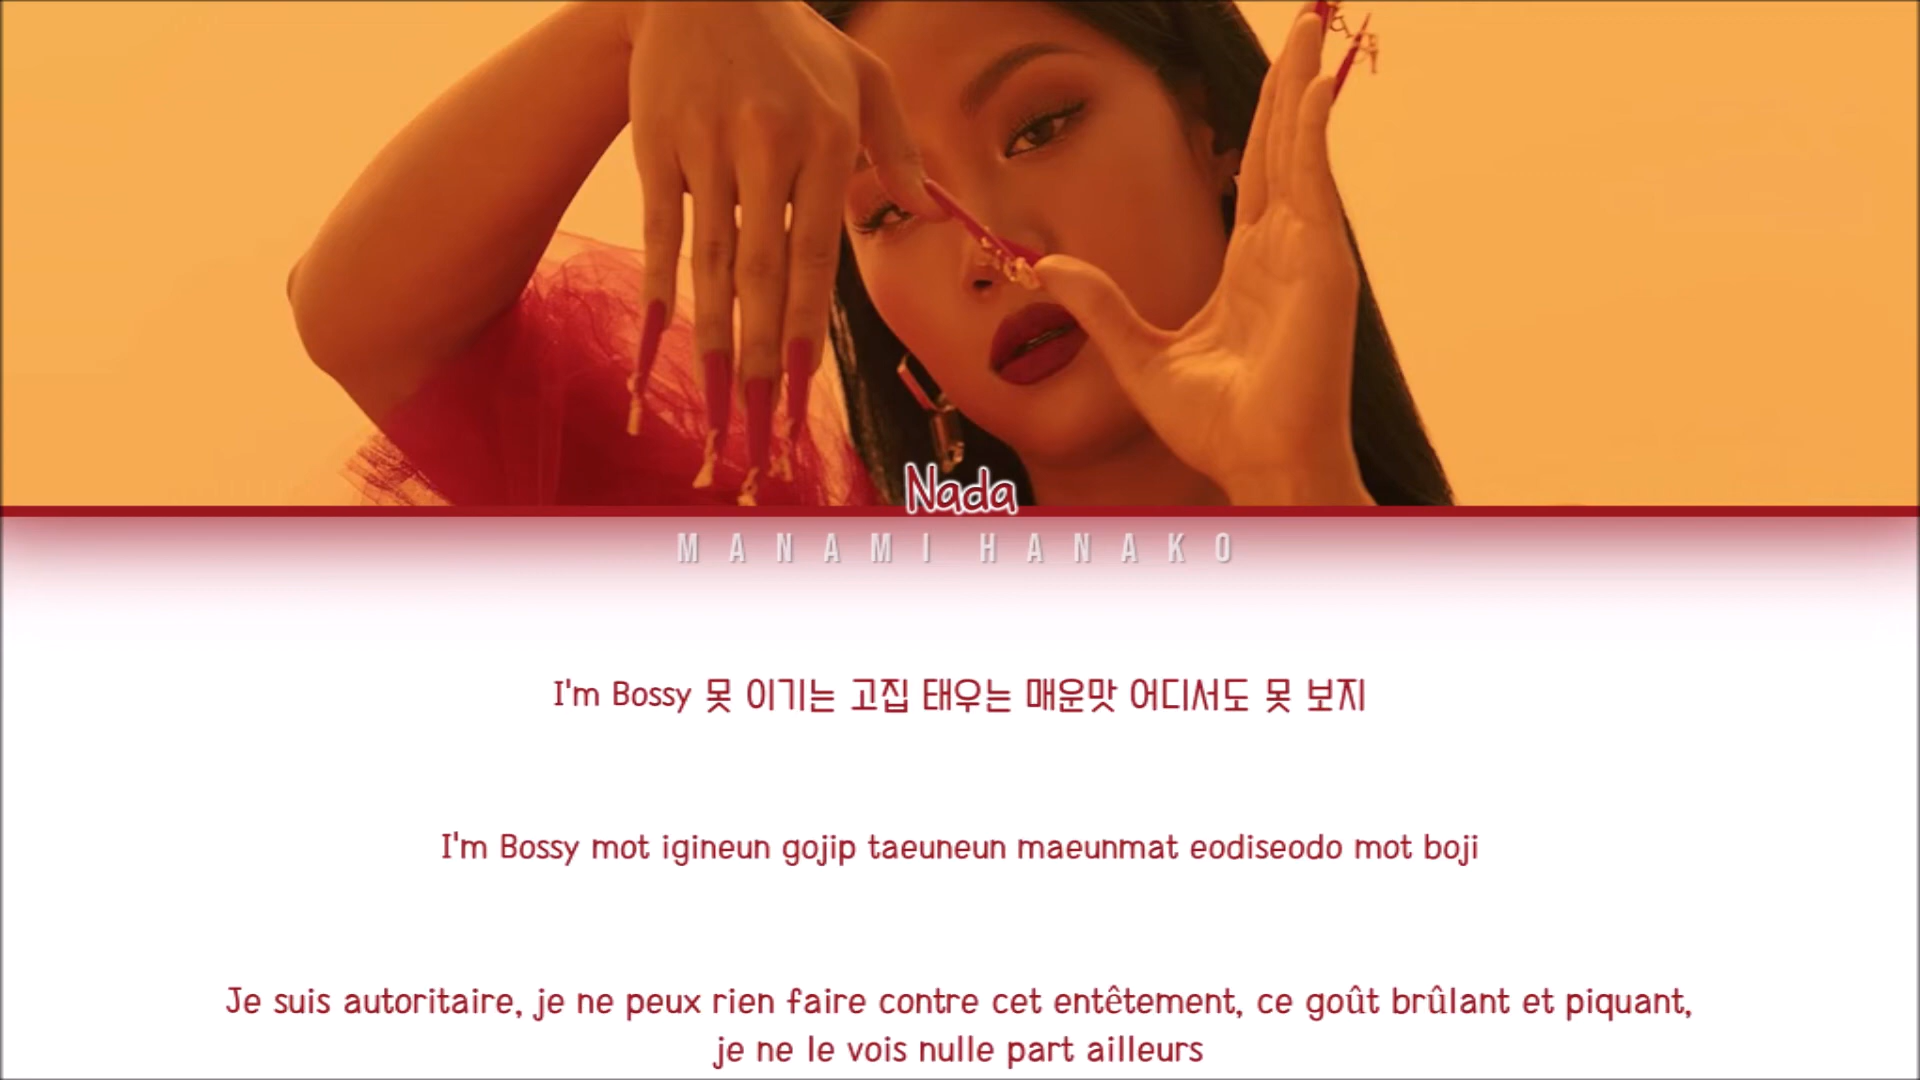 Nada
MANAMI HANAKO
I'm Bossy 못 이기는 고집 태우는 매운맛 어디서도 못 보지
I'm Bossy mot igineun gojip taeuneun maeunmat eodiseodo mot boji
Je suis autoritaire, je ne peux rien faire contre cet entêtement, ce goût brûlant et piquant,
je ne le vois nulle part ailleurs